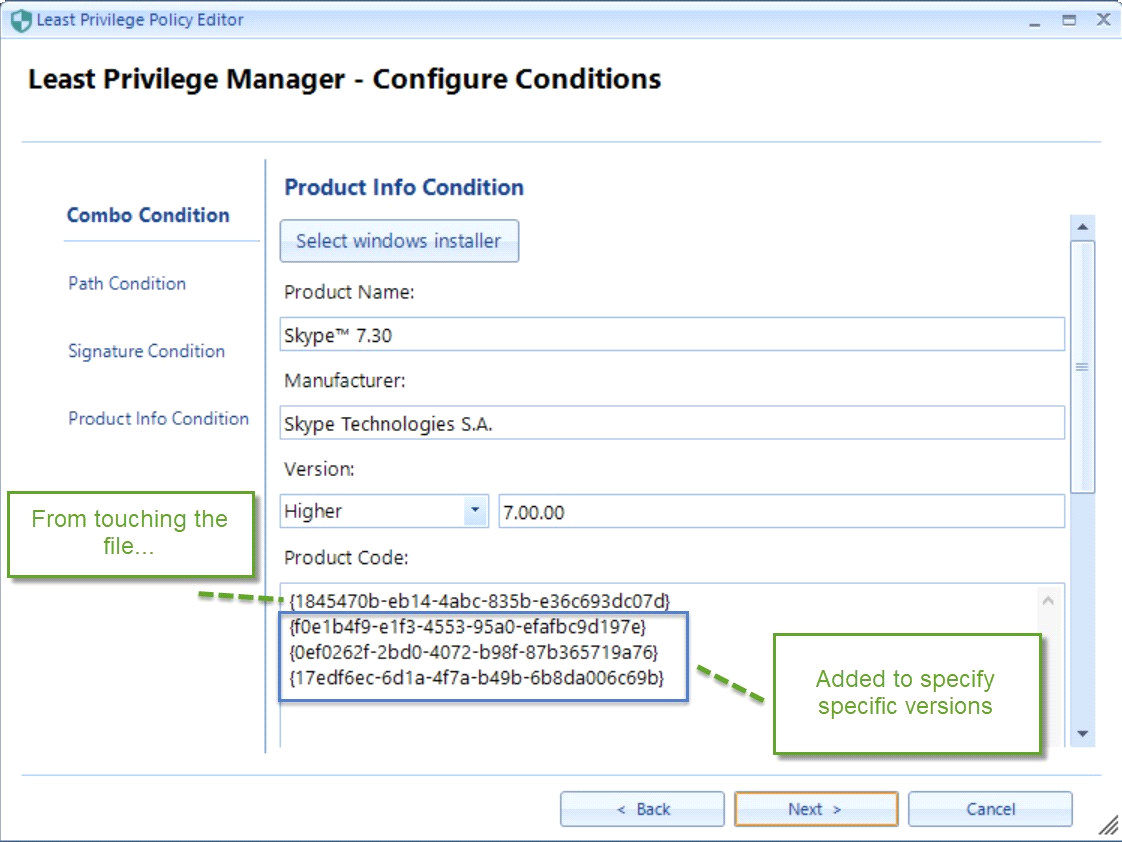 Least Privilege Policy Editor
Least Privilege Manager - Configure Conditions
Combo Condition
Path Condition
Signature Condition
Product Info Condition
Product Info Condition
Select windows installer
Product Name:
Skype™ 7.30
Manufacturer:
Skype Technologies S.A.
Version:
Higher
7.00.00
Product Code:
{1845470b-eb14-4abc-835b-e36c693dc07d}
{f0e1b4f9-e1f3-4553-95a0-efafbc9d197e}
{0ef0262f-2bd0-4072-b98f-87b365719a76}
{17edf6ec-6d1a-4f7a-b49b-6b8da006c69b}
From touching the
file...
Added to specify
specific versions
< Back
Next >
Cancel